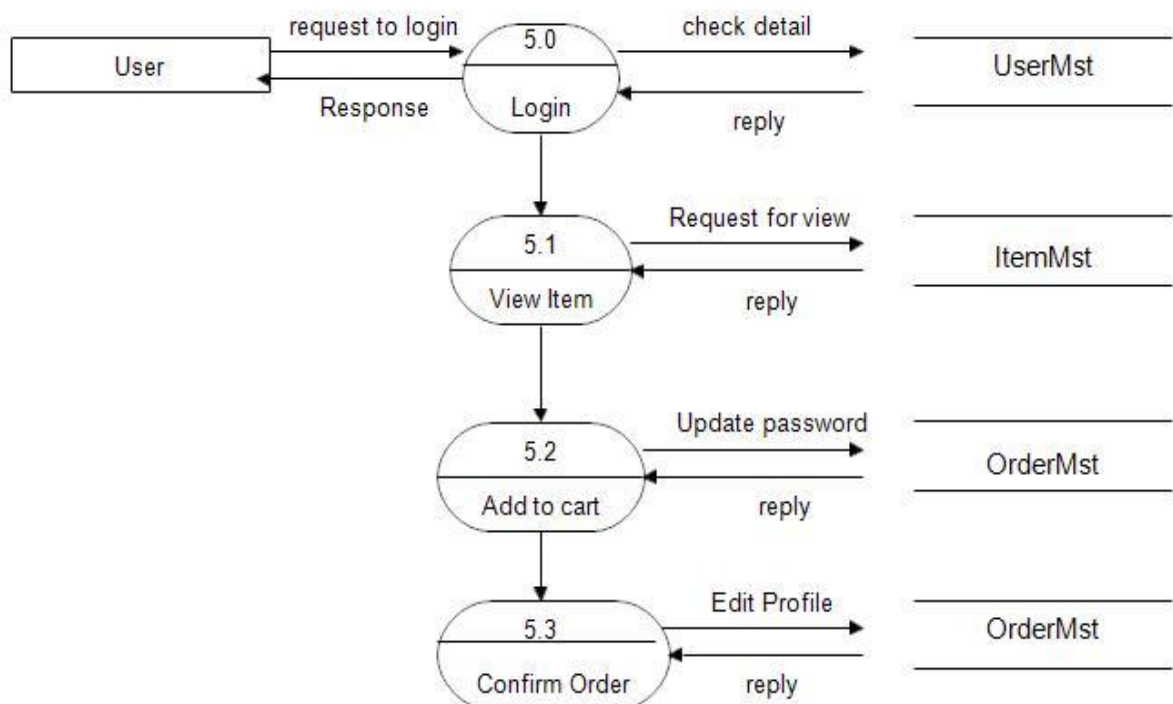 request to login
5.0
check detail
User
UserMst
Response
Login
reply
5.1
Request for view
ItemMst
View Item
reply
5.2
Update password
OrderMst
Add to cart
reply
5.3
Edit Profile
OrderMst
Confirm Order
reply